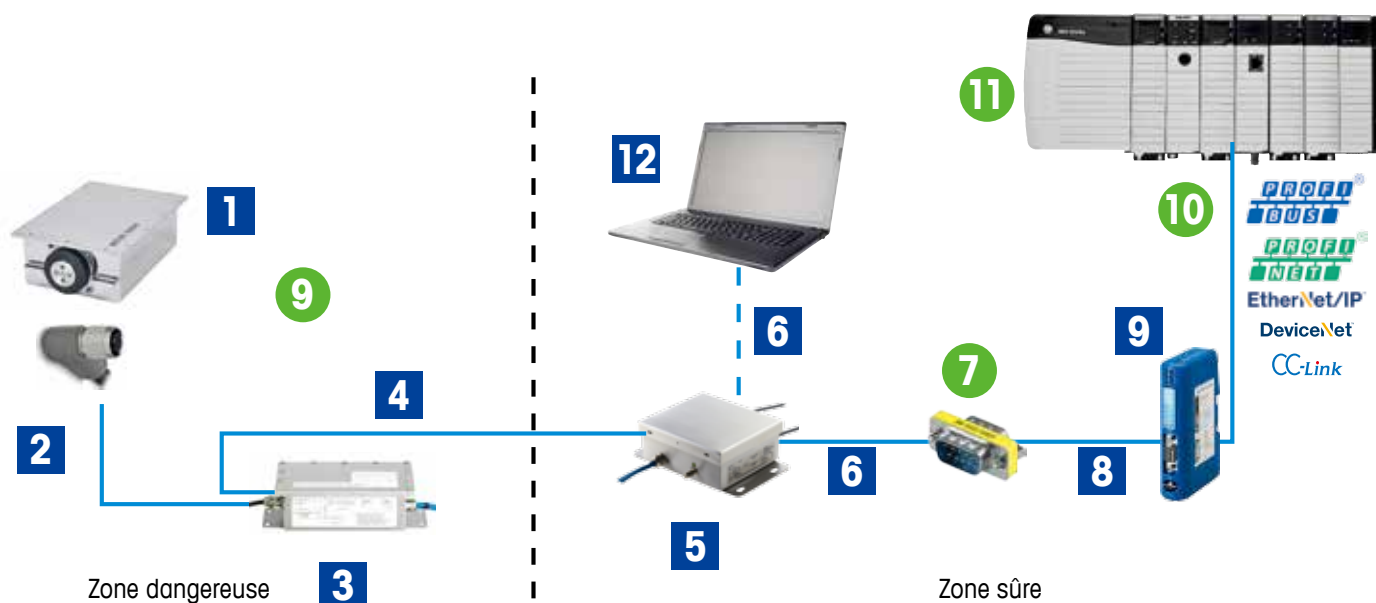 11
12
1
10
PROFI
BUS
®
9
PROFI
NET
®
EtherNet/IP
6
9
DeviceNet
7
CC-Link
4
2
6
8
5
3
Zone dangereuse
Zone sûre